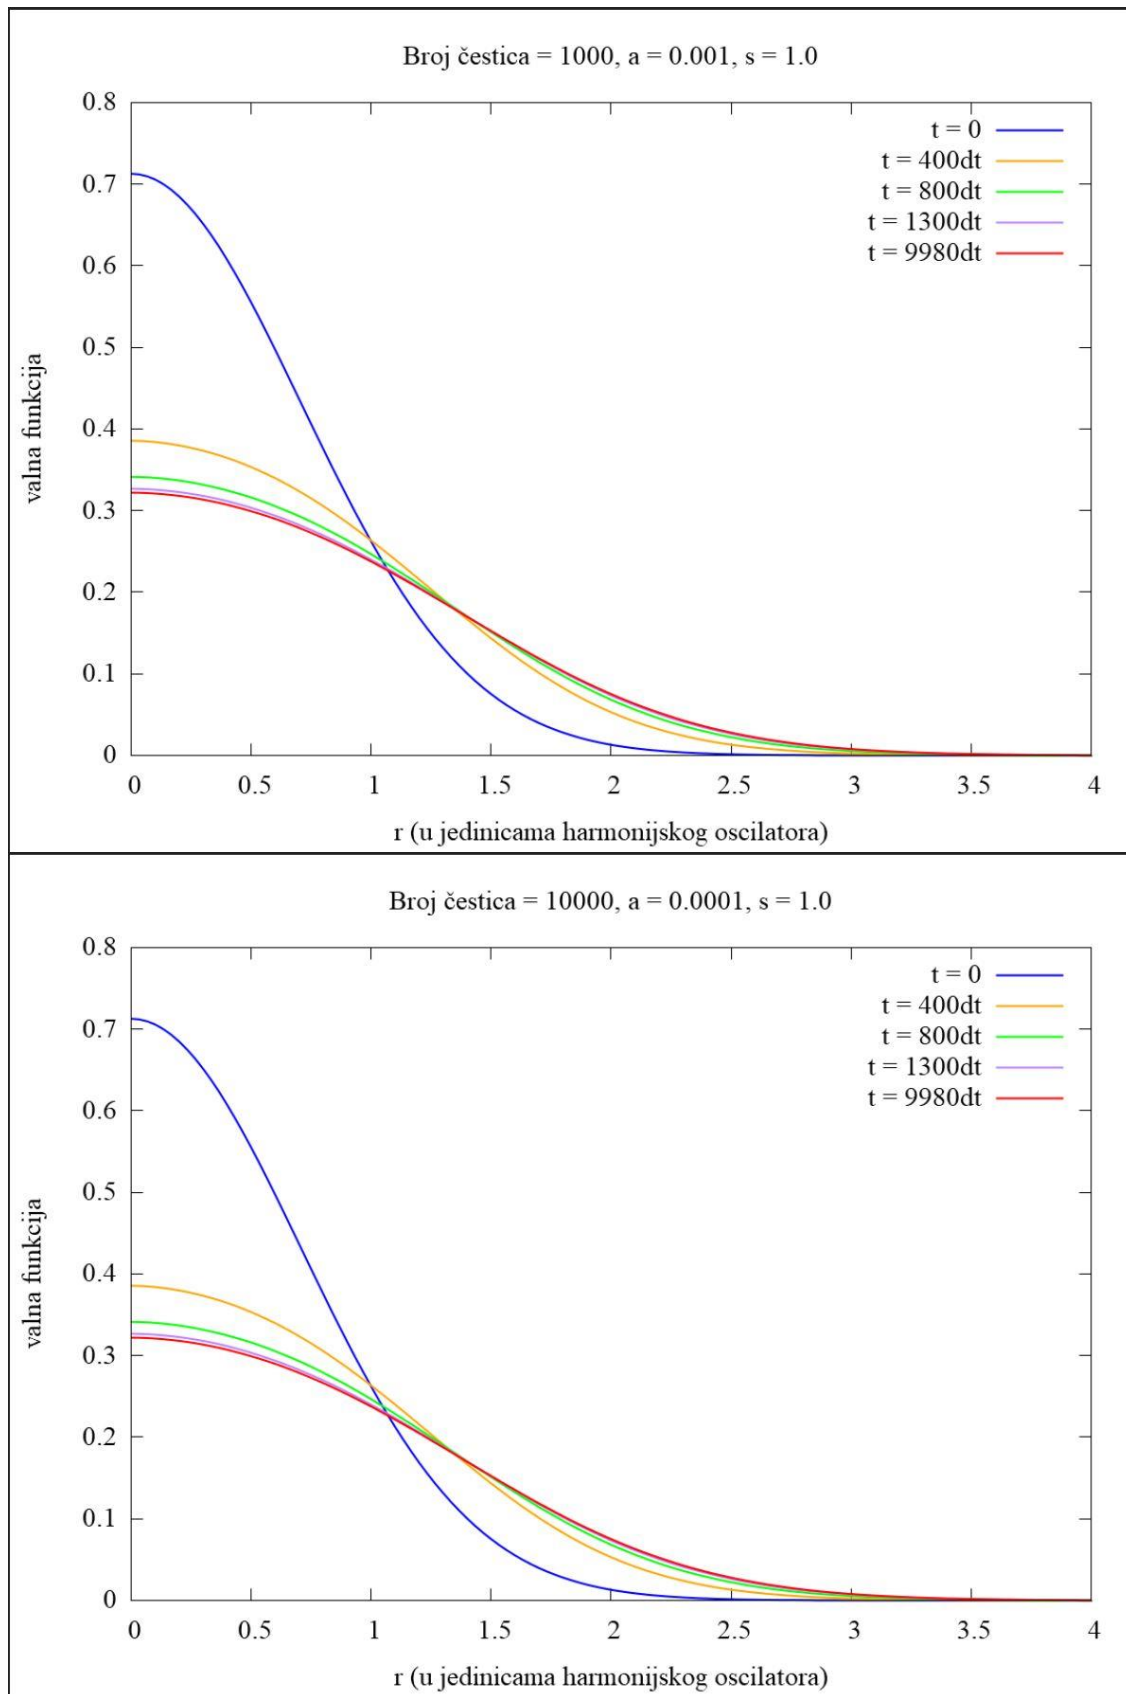 Broj čestica = 1000, a = 0.001, s = 1.0
0.8
0.7
0.6
0.5
0.4
0.3
0.2
0.1
0
valna funkcija
t = 0
t = 400dt
t = 800dt
t = 1300dt
t = 9980dt
0 0.5 1 1.5 2 2.5 3 3.5 4
r (u jedinicama harmonijskog oscilatora)
Broj čestica = 10000, a = 0.0001, s = 1.0
0.8
0.7
0.6
0.5
0.4
0.3
0.2
0.1
0
valna funkcija
t = 0
t = 400dt
t = 800dt
t = 1300dt
t = 9980dt
0 0.5 1 1.5 2 2.5 3 3.5 4
r (u jedinicama harmonijskog oscilatora)